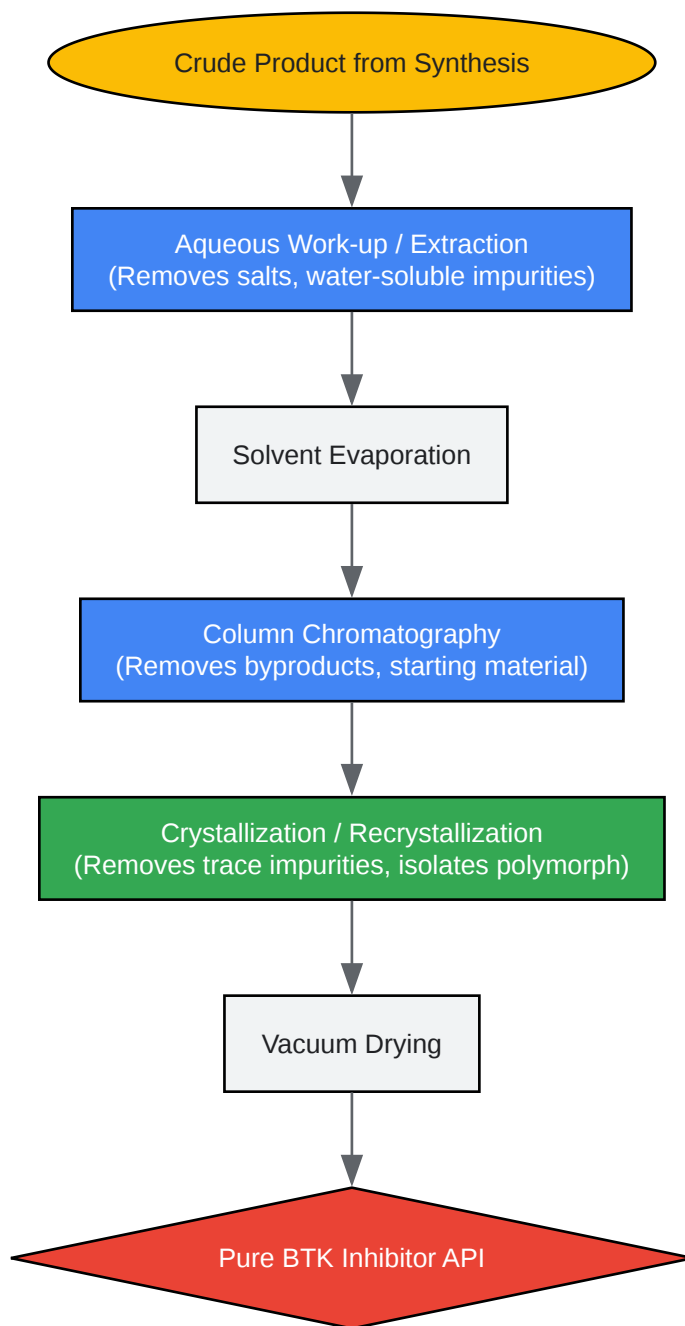 Crude Product from Synthesis
Aqueous Work-up / Extraction
(Removes salts, water-soluble impurities)
Solvent Evaporation
Column Chromatography
(Removes byproducts, starting material)
Crystallization / Recrystallization
(Removes trace impurities, isolates polymorph)
Vacuum Drying
Pure BTK Inhibitor API